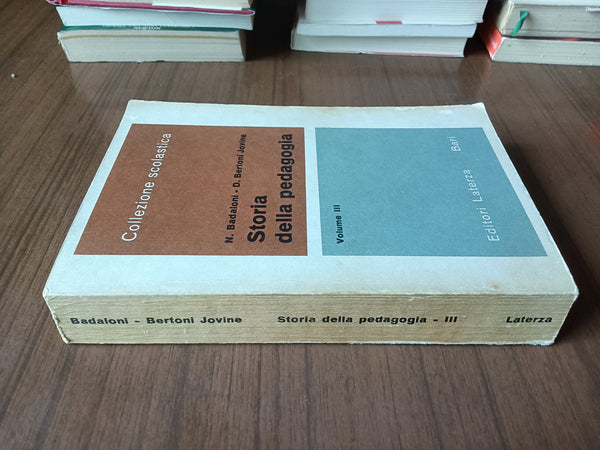 Collezione scolastica
N. Badaloni - D. Bertoni Jovine
Storia
della pedagogia
Volume III
Editori Laterza Bari
Badaloni - Bertoni Jovine Storia della pedagogia - III Laterza